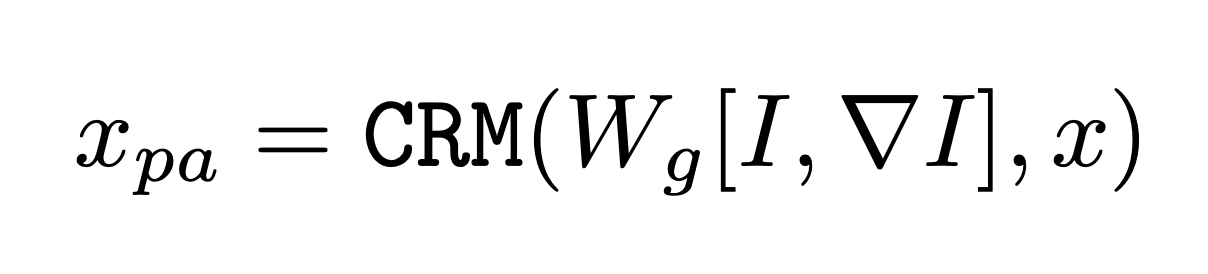 x_{pa} = CRM(W_g[I, ∇I], x)